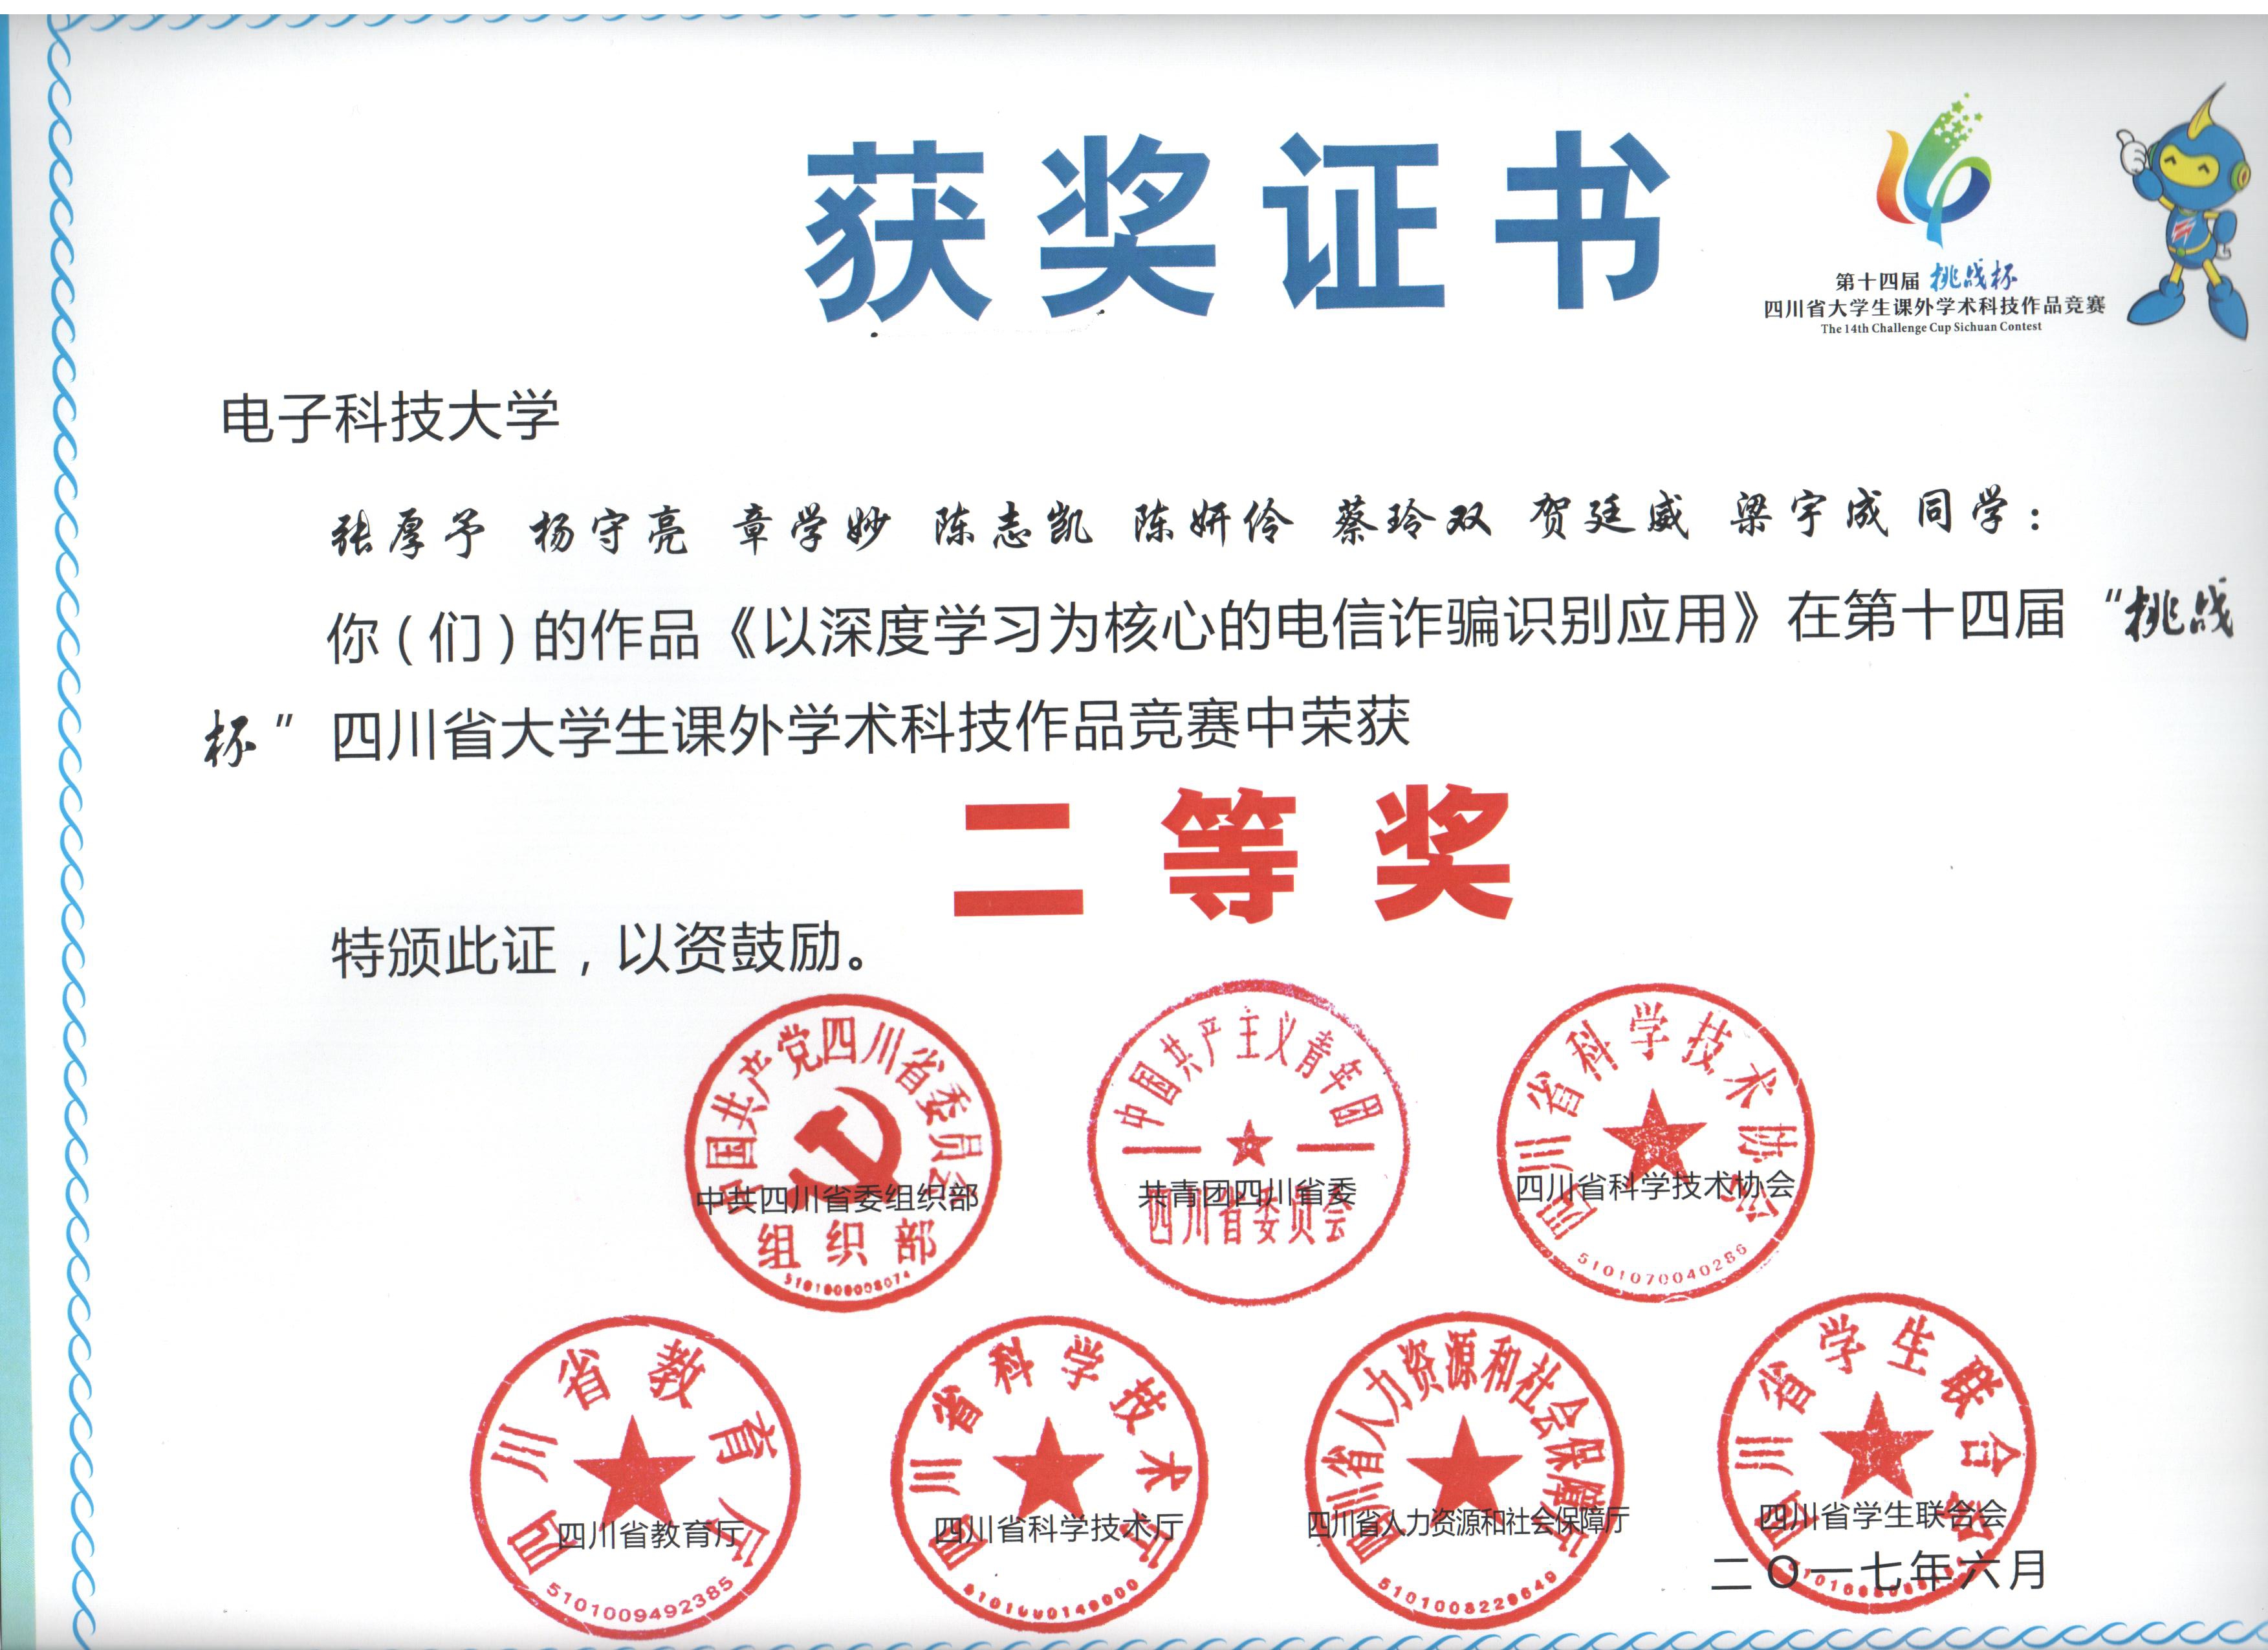 获奖证书
第十四届 挑战杯
四川省大学生课外学术科技作品竞赛
The 14th Challenge Cup Sichuan Contest
电子科技大学
张厚予 杨守亮 章学妙 陈志凯 陈妍伶 蔡玲双 贺廷威 梁宇成 同学：
你（们）的作品《以深度学习为核心的电信诈骗识别应用》在第十四届“挑战
杯”四川省大学生课外学术科技作品竞赛中荣获
二等奖
特颁此证，以资鼓励。
中国共产党四川省委员会
中共四川省委组织部
组织部
中国共产主义青年团
共青团四川省委
四川省委员会
四川省科学技术协会
四川省科学技术协会
5101070040286
四川省教育厅
四川省教育厅
5101009492385
四川省科学技术厅
四川省科学技术厅
四川省人力资源和社会保障厅
四川省人力资源和社会保障厅
5101008229649
四川省学生联合会
四川省学生联合会
二〇一七年六月